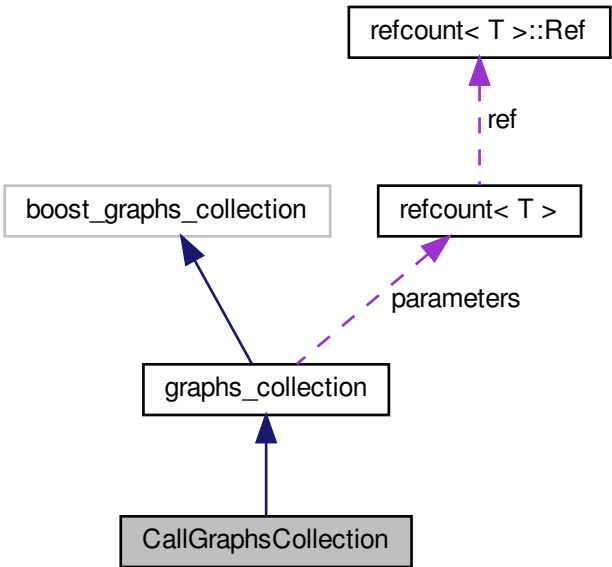 refcount< T >::Ref
ref
boost_graphs_collection
refcount< T >
parameters
graphs_collection
CallGraphsCollection